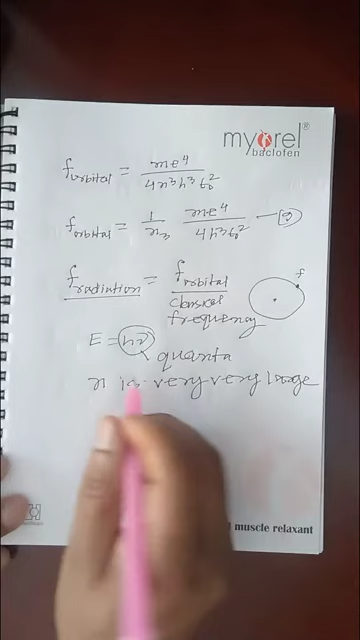 myorel®
baclofen
f orbital = me⁴ / 4n³h³ε₀²
f orbital = 1/n₃ me⁴ / 4h³ε₀² —
f radiation = f orbital
classical
frequency
f
E = hν
quanta
n is very very large
muscle relaxant